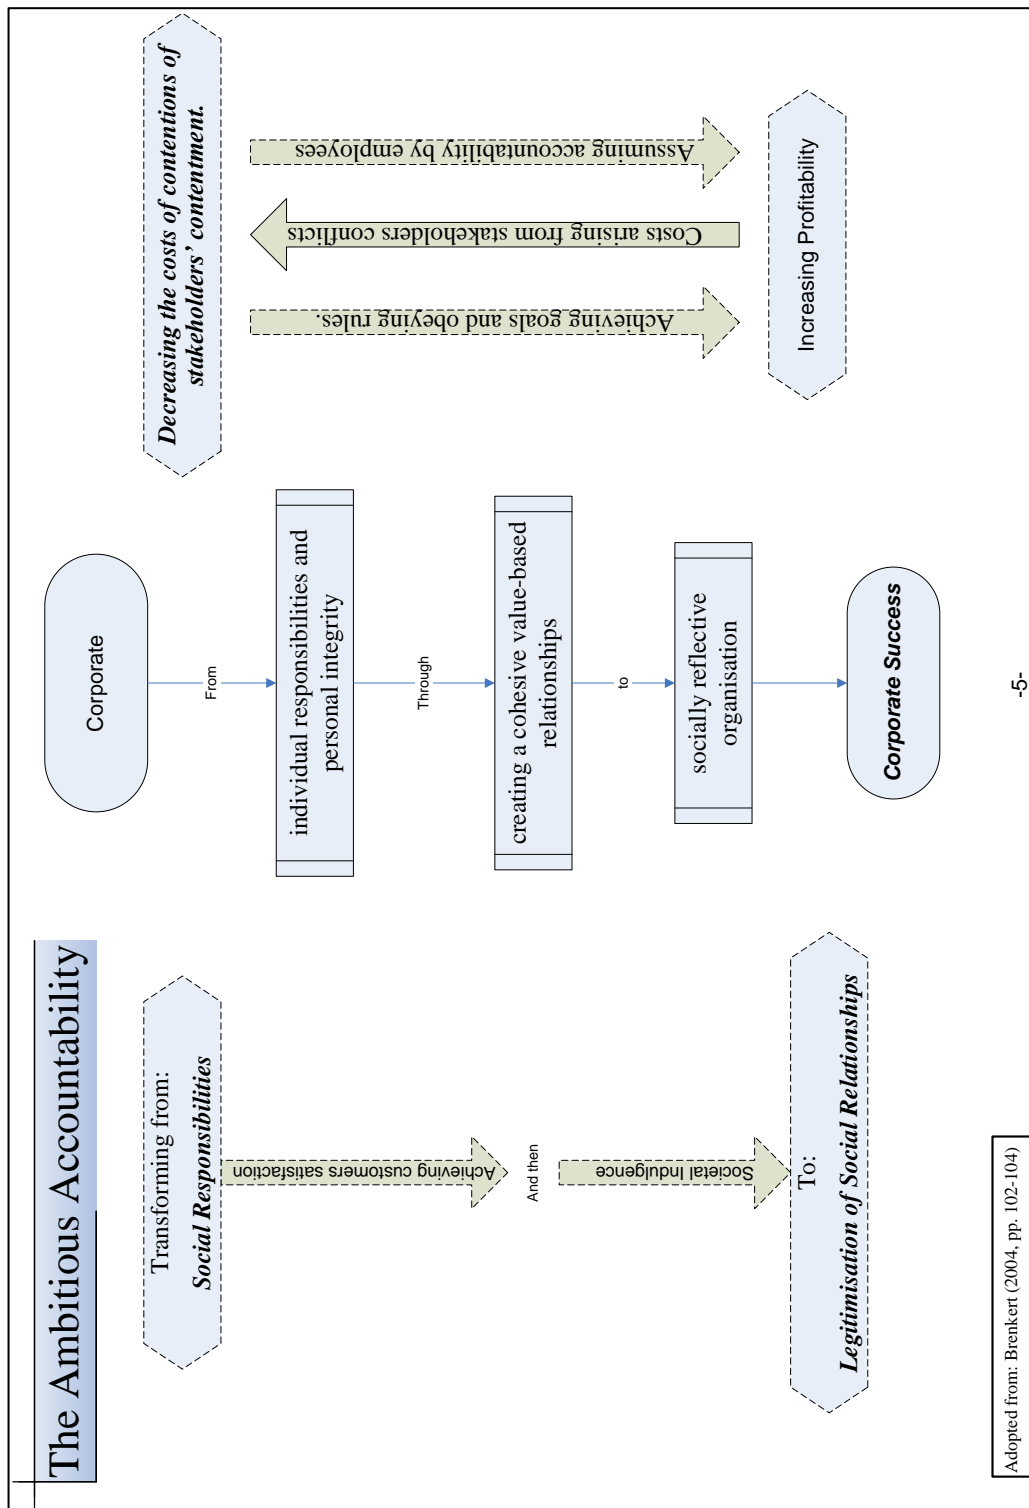 The Ambitious Accountability
Transforming from:
Social Responsibilities
Achieving customers satisfaction
And then
Societal Indulgence
To:
Legitimisation of Social Relationships
Corporate
From
individual responsibilities and
personal integrity
Through
creating a cohesive value-based
relationships
to
socially reflective
organisation
Corporate Success
Decreasing the costs of contentions of
stakeholders’ contentment.
Achieving goals and obeying rules.
Costs arising from stakeholders conflicts
Assuming accountability by employees
Increasing Profitability
Adopted from: Brenkert (2004, pp. 102-104)
-5-